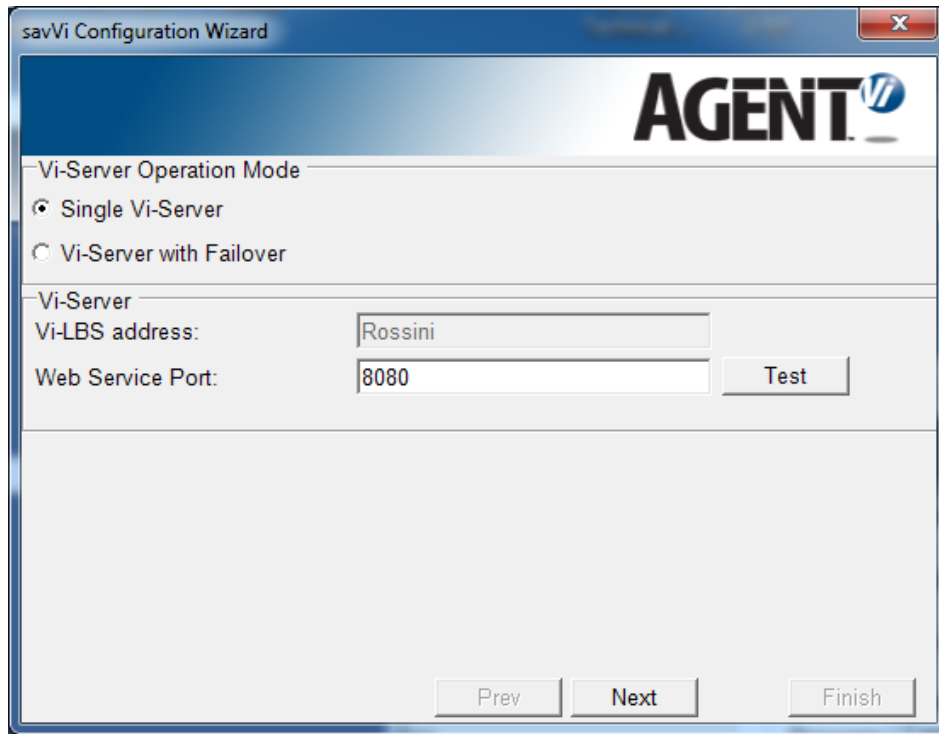 savVi Configuration Wizard
AGENT Vi
Vi-Server Operation Mode
Single Vi-Server
Vi-Server with Failover
Vi-Server
Vi-LBS address: Rossini
Web Service Port: 8080 Test
Prev Next Finish